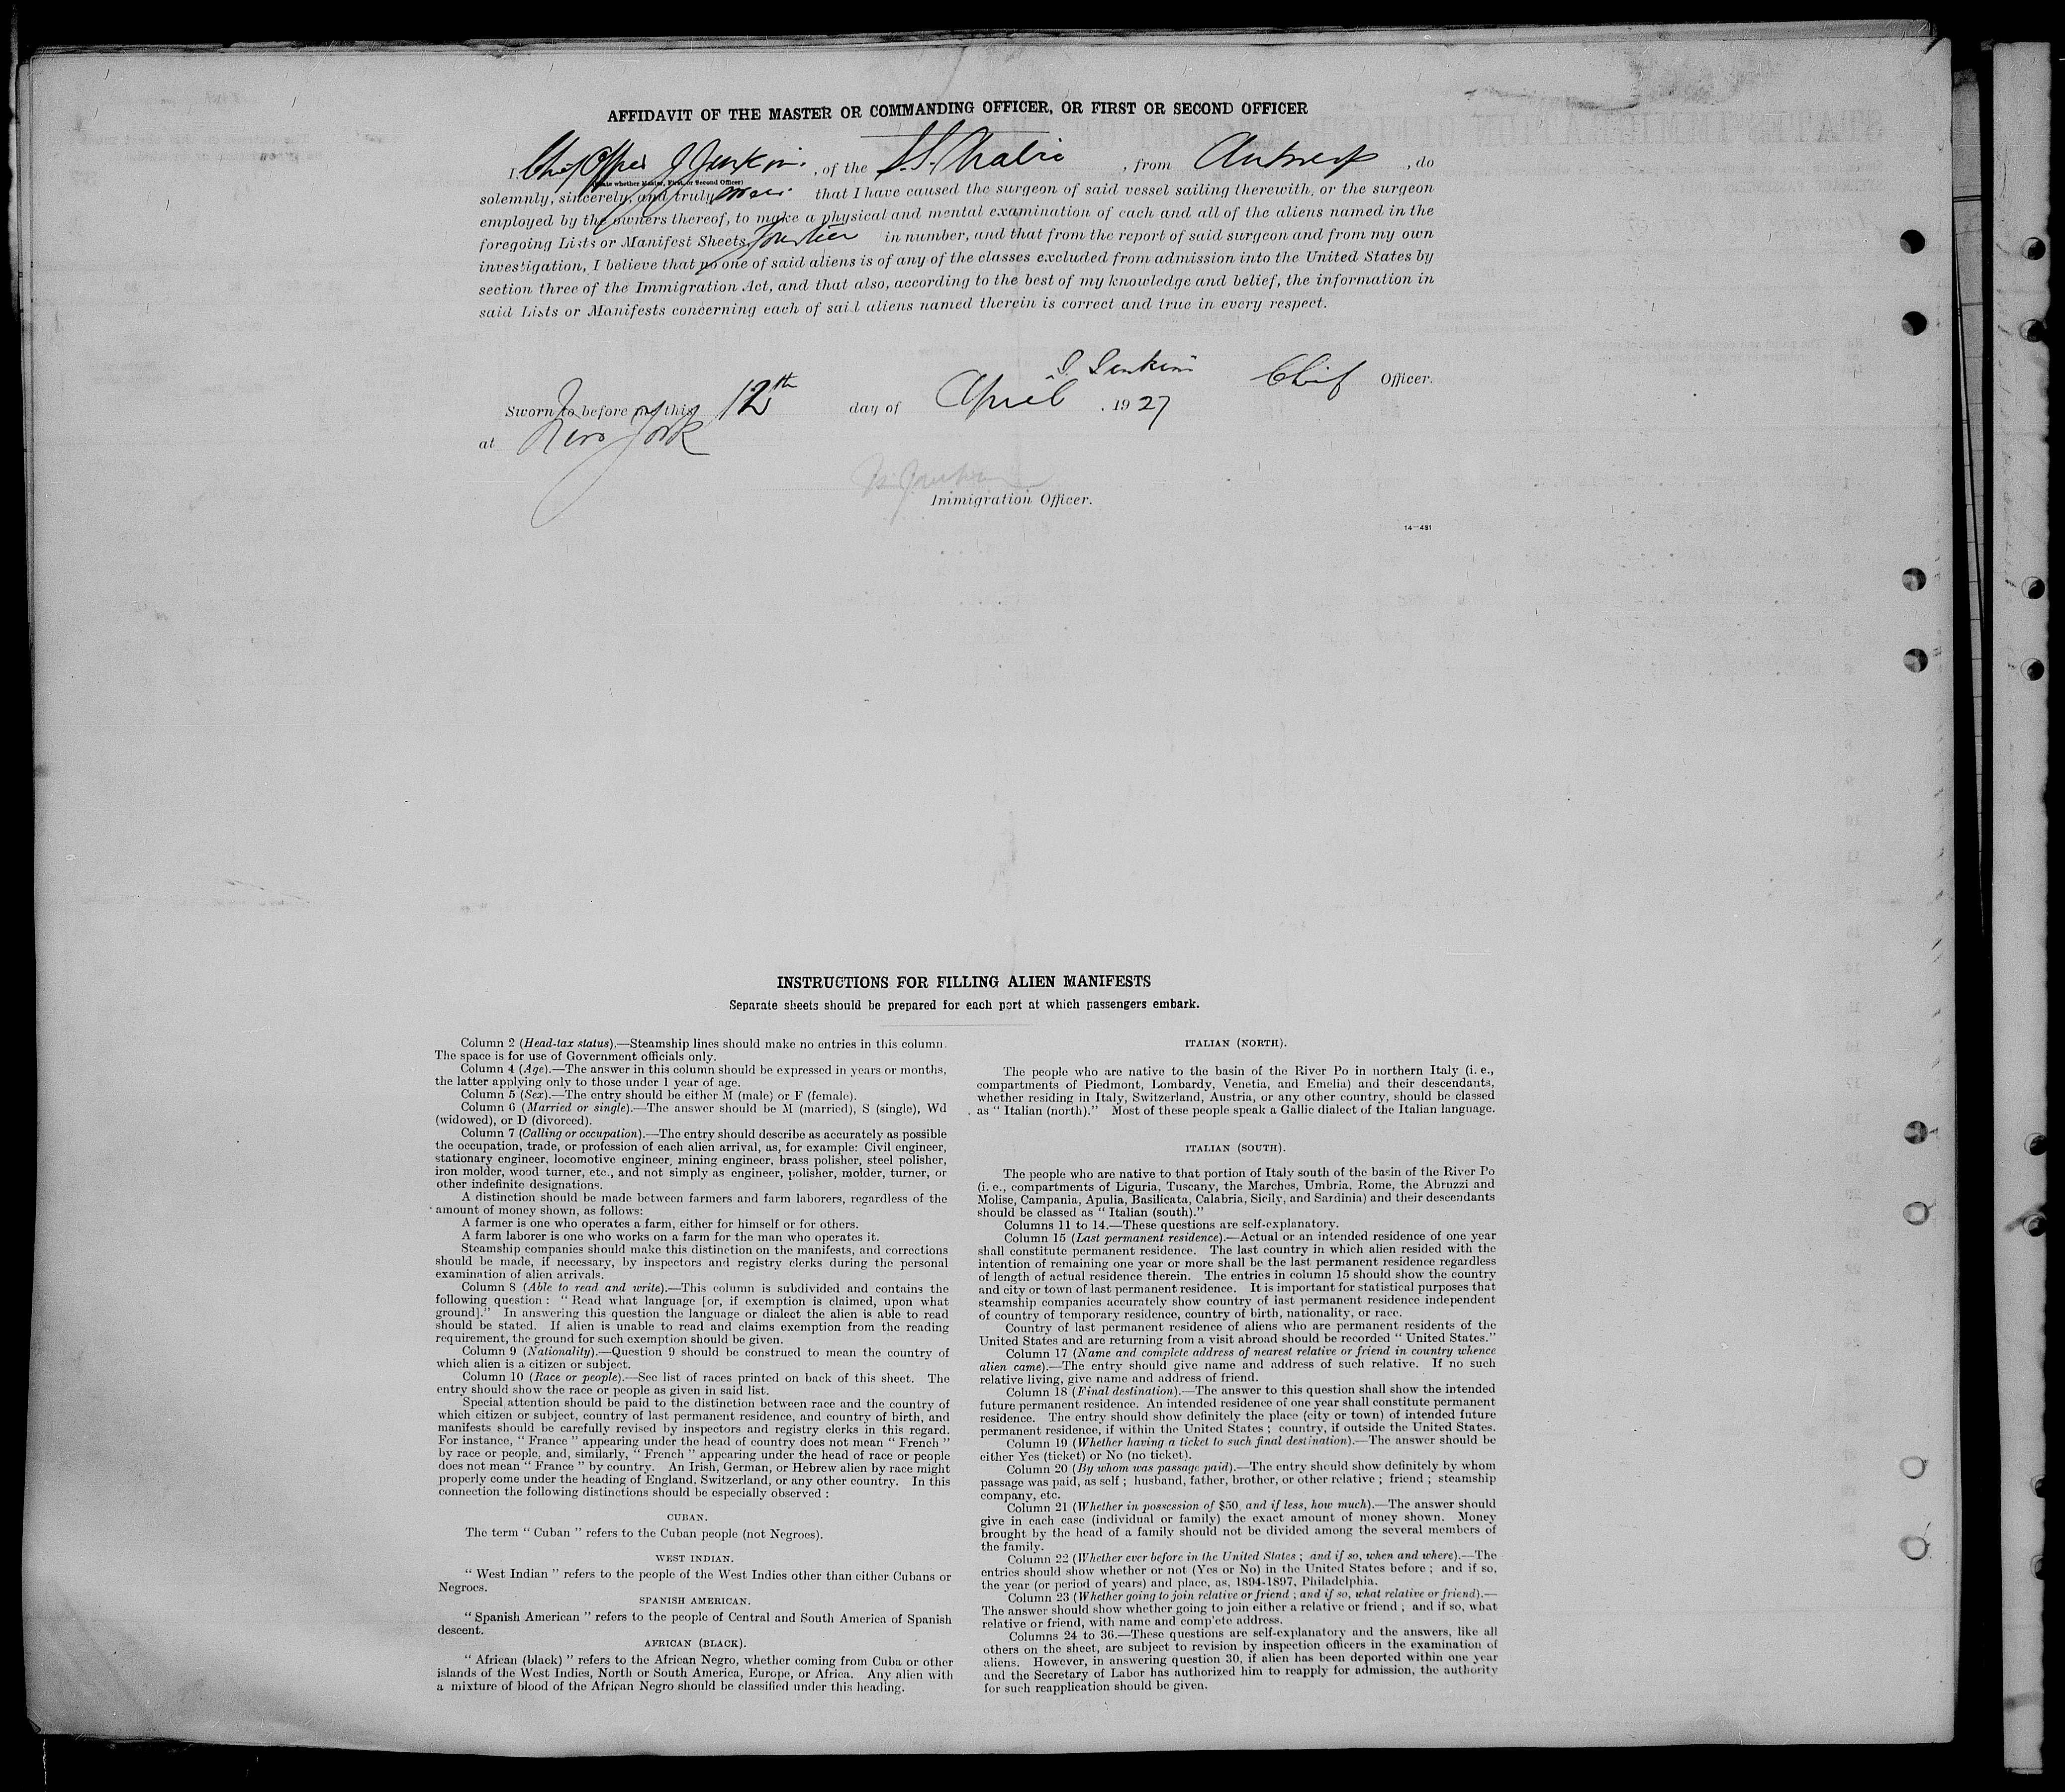 AFFIDAVIT OF THE MASTER OR COMMANDING OFFICER, OR FIRST OR SECOND OFFICER
I, Chief Officer J Jenkins, of the S.S. , from Antwerp, do
(State whether Master, First, or Second Officer)
solemnly, sincerely, and truly swear that I have caused the surgeon of said vessel sailing therewith, or the surgeon
employed by the owners thereof, to make a physical and mental examination of each and all of the aliens named in the
foregoing Lists or Manifest Sheets, in number, and that from the report of said surgeon and from my own
investigation, I believe that no one of said aliens is of any of the classes excluded from admission into the United States by
section three of the Immigration Act, and that also, according to the best of my knowledge and belief, the information in
said Lists or Manifests concerning each of said aliens named therein is correct and true in every respect.
J. Jenkins Chief Officer.
Sworn to before me this 12th day of April, 1927
at New York
Immigration Officer.
14—481
INSTRUCTIONS FOR FILLING ALIEN MANIFESTS
Separate sheets should be prepared for each port at which passengers embark.
Column 2 (Head-tax status).—Steamship lines should make no entries in this column.
The space is for use of Government officials only.
Column 4 (Age).—The answer in this column should be expressed in years or months,
the latter applying only to those under 1 year of age.
Column 5 (Sex).—The entry should be either M (male) or F (female).
Column 6 (Married or single).—The answer should be M (married), S (single), Wd
(widowed), or D (divorced).
Column 7 (Calling or occupation).—The entry should describe as accurately as possible
the occupation, trade, or profession of each alien arrival, as, for example: Civil engineer,
stationary engineer, locomotive engineer, mining engineer, brass polisher, steel polisher,
iron molder, wood turner, etc., and not simply as engineer, polisher, molder, turner, or
other indefinite designations.
A distinction should be made between farmers and farm laborers, regardless of the
amount of money shown, as follows:
A farmer is one who operates a farm, either for himself or for others.
A farm laborer is one who works on a farm for the man who operates it.
Steamship companies should make this distinction on the manifests, and corrections
should be made, if necessary, by inspectors and registry clerks during the personal
examination of alien arrivals.
Column 8 (Able to read and write).—This column is subdivided and contains the
following question: "Read what language [or, if exemption is claimed, upon what
ground]." In answering this question the language or dialect the alien is able to read
should be stated. If alien is unable to read and claims exemption from the reading
requirement, the ground for such exemption should be given.
Column 9 (Nationality).—Question 9 should be construed to mean the country of
which alien is a citizen or subject.
Column 10 (Race or people).—See list of races printed on back of this sheet. The
entry should show the race or people as given in said list.
Special attention should be paid to the distinction between race and the country of
which citizen or subject, country of last permanent residence, and country of birth, and
manifests should be carefully revised by inspectors and registry clerks in this regard.
For instance, "France" appearing under the head of country does not mean "French"
by race or people, and, similarly, "French" appearing under the head of race or people
does not mean "France" by country. An Irish, German, or Hebrew alien by race might
properly come under the heading of England, Switzerland, or any other country. In this
connection the following distinctions should be especially observed:
CUBAN.
The term "Cuban" refers to the Cuban people (not Negroes).
WEST INDIAN.
"West Indian" refers to the people of the West Indies other than either Cubans or
Negroes.
SPANISH AMERICAN.
"Spanish American" refers to the people of Central and South America of Spanish
descent.
AFRICAN (BLACK).
"African (black)" refers to the African Negro, whether coming from Cuba or other
islands of the West Indies, North or South America, Europe, or Africa. Any alien with
a mixture of blood of the African Negro should be classified under this heading.
ITALIAN (NORTH).
The people who are native to the basin of the River Po in northern Italy (i. e.,
compartments of Piedmont, Lombardy, Venetia, and Emelia) and their descendants,
whether residing in Italy, Switzerland, Austria, or any other country, should be classed
as "Italian (north)." Most of these people speak a Gallic dialect of the Italian language.
ITALIAN (SOUTH).
The people who are native to that portion of Italy south of the basin of the River Po
(i. e., compartments of Liguria, Tuscany, the Marches, Umbria, Rome, the Abruzzi and
Molise, Campania, Apulia, Basilicata, Calabria, Sicily, and Sardinia) and their descendants
should be classed as "Italian (south)."
Columns 11 to 14.—These questions are self-explanatory.
Column 15 (Last permanent residence).—Actual or an intended residence of one year
shall constitute permanent residence. The last country in which alien resided with the
intention of remaining one year or more shall be the last permanent residence regardless
of length of actual residence therein. The entries in column 15 should show the country
and city or town of last permanent residence. It is important for statistical purposes that
steamship companies accurately show country of last permanent residence independent
of country of temporary residence, country of birth, nationality, or race.
Country of last permanent residence of aliens who are permanent residents of the
United States and are returning from a visit abroad should be recorded "United States."
Column 17 (Name and complete address of nearest relative or friend in country whence
alien came).—The entry should give name and address of such relative. If no such
relative living, give name and address of friend.
Column 18 (Final destination).—The answer to this question shall show the intended
future permanent residence. An intended residence of one year shall constitute permanent
residence. The entry should show definitely the place (city or town) of intended future
permanent residence, if within the United States; country, if outside the United States.
Column 19 (Whether having a ticket to such final destination).—The answer should be
either Yes (ticket) or No (no ticket).
Column 20 (By whom was passage paid).—The entry should show definitely by whom
passage was paid, as self; husband, father, brother, or other relative; friend; steamship
company, etc.
Column 21 (Whether in possession of $50, and if less, how much).—The answer should
give in each case (individual or family) the exact amount of money shown. Money
brought by the head of a family should not be divided among the several members of
the family.
Column 22 (Whether ever before in the United States; and if so, when and where).—The
entries should show whether or not (Yes or No) in the United States before; and if so,
the year (or period of years) and place, as, 1894-1897, Philadelphia.
Column 23 (Whether going to join relative or friend; and if so, what relative or friend).—
The answer should show whether going to join either a relative or friend; and if so, what
relative or friend, with name and complete address.
Columns 24 to 36.—These questions are self-explanatory and the answers, like all
others on the sheet, are subject to revision by inspection officers in the examination of
aliens. However, in answering question 30, if alien has been deported within one year
and the Secretary of Labor has authorized him to reapply for admission, the authority
for such reapplication should be given.